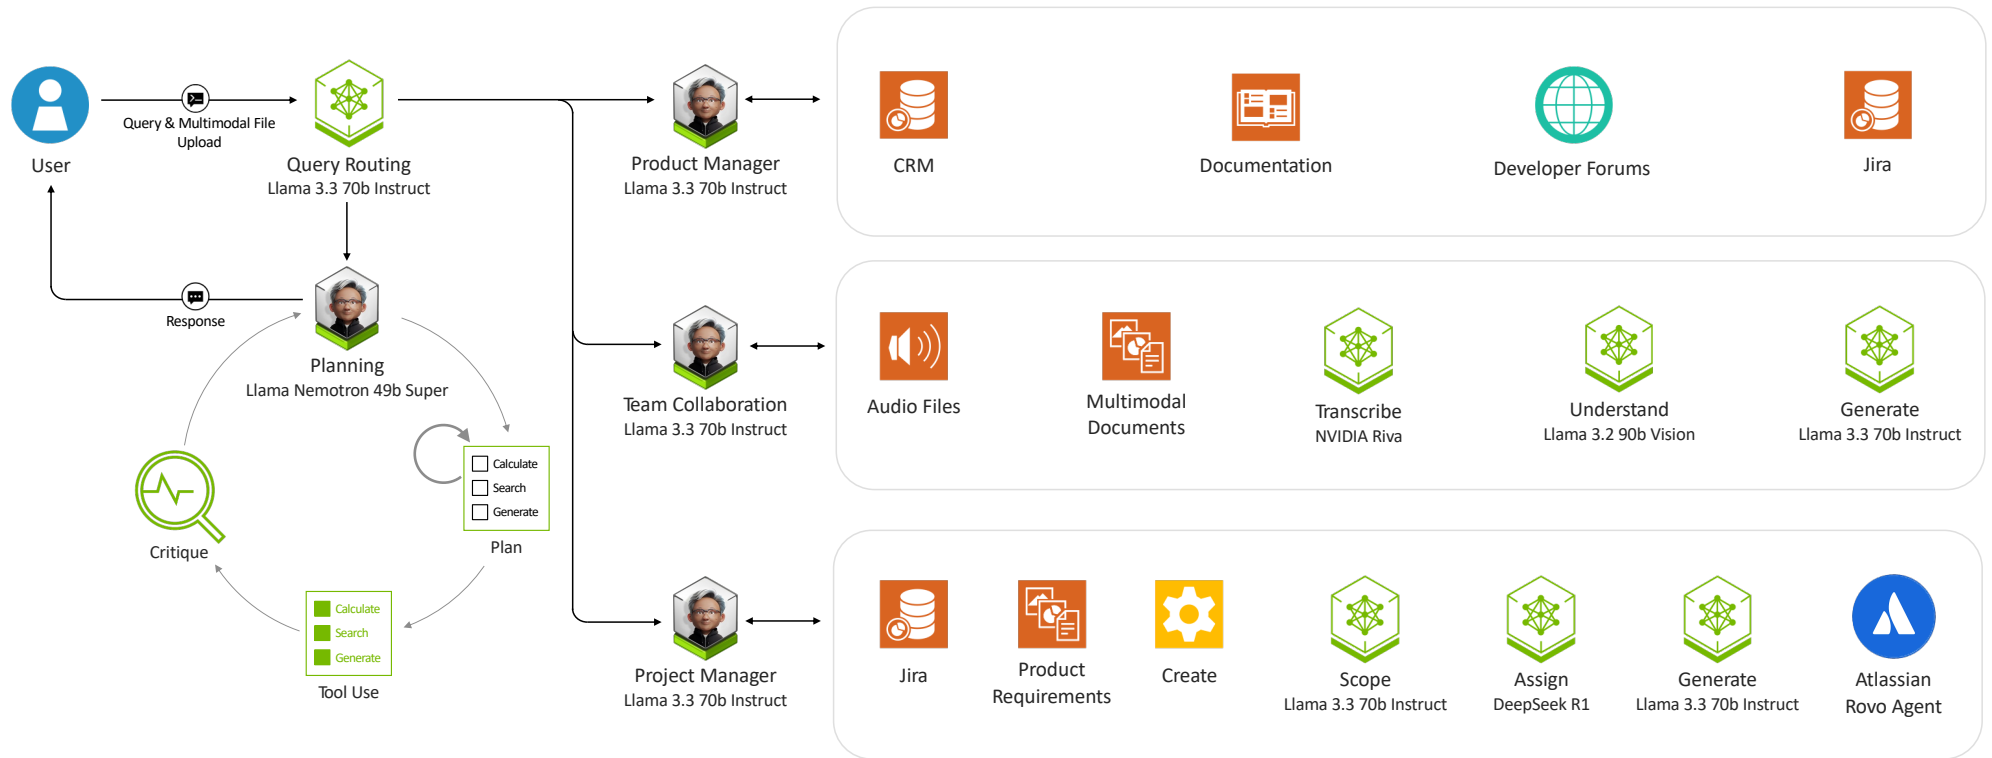 User
Query & Multimodal File
Upload
Query Routing
Llama 3.3 70b Instruct
Response
Planning
Llama Nemotron 49b Super
Calculate
Search
Generate
Plan
Calculate
Search
Generate
Tool Use
Critique
Product Manager
Llama 3.3 70b Instruct
CRM
Documentation
Developer Forums
Jira
Team Collaboration
Llama 3.3 70b Instruct
Audio Files
Multimodal
Documents
Transcribe
NVIDIA Riva
Understand
Llama 3.2 90b Vision
Generate
Llama 3.3 70b Instruct
Project Manager
Llama 3.3 70b Instruct
Jira
Product
Requirements
Create
Scope
Llama 3.3 70b Instruct
Assign
DeepSeek R1
Generate
Llama 3.3 70b Instruct
Atlassian
Rovo Agent